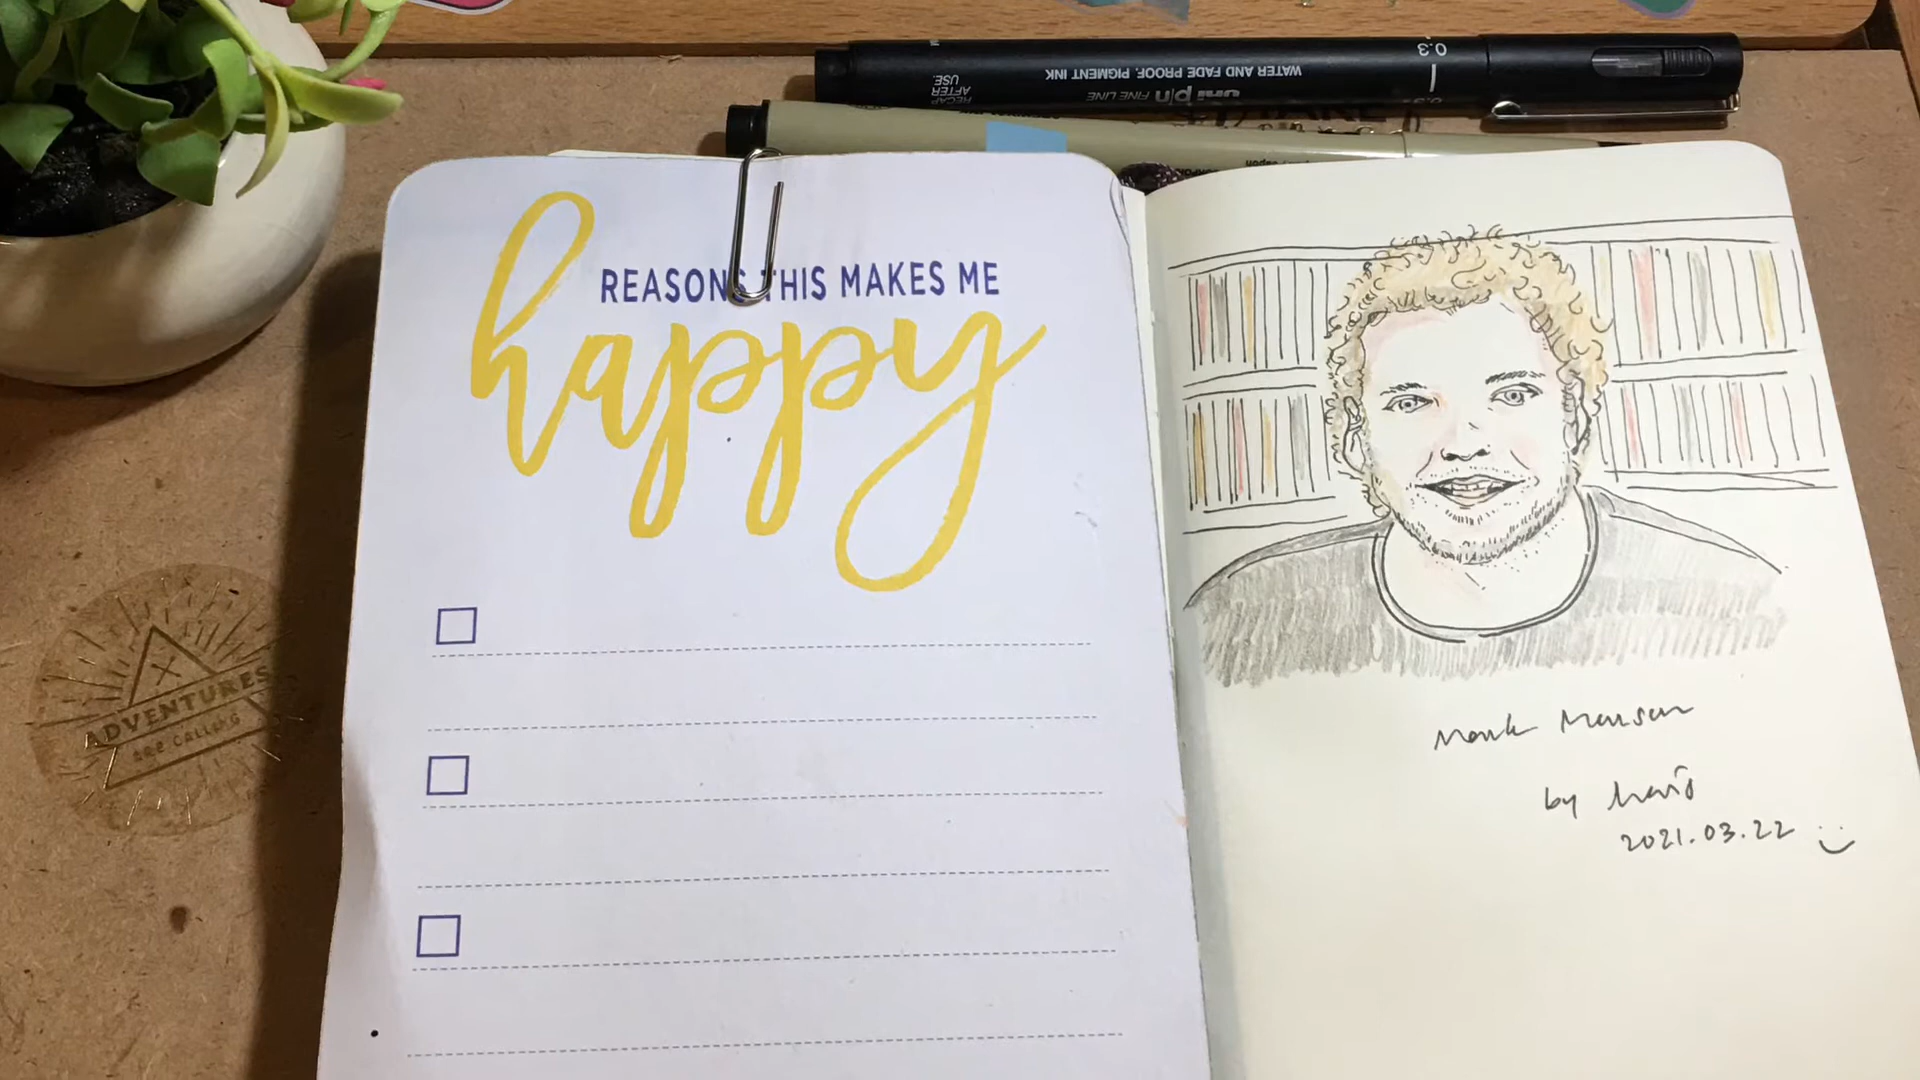 0.3
WATER AND FADE PROOF. PIGMENT INK
uni pin FINE LINE
RECAP
AFTER
USE.
REASONS THIS MAKES ME
happy
ADVENTURES
are CALLING
Mark Manson
by
2021.03.22